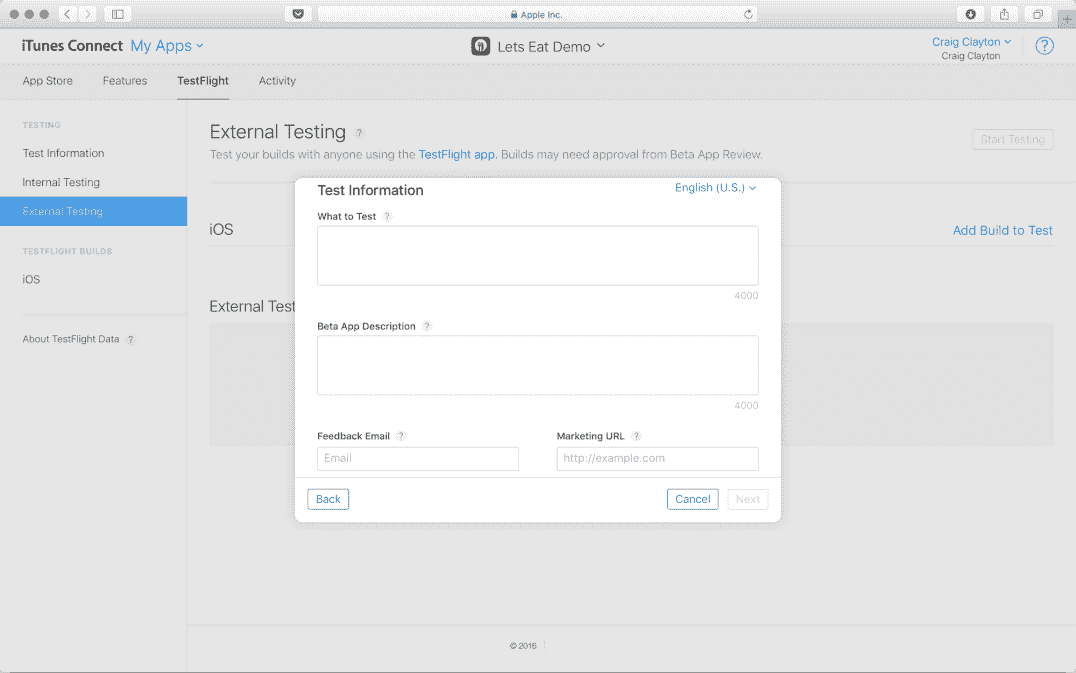 Apple Inc.
iTunes Connect My Apps
Lets Eat Demo
Craig Clayton
Craig Clayton
?
App Store Features TestFlight Activity
TESTING
Test Information
Internal Testing
External Testing
TESTFLIGHT BUILDS
iOS
About TestFlight Data ?
External Testing ?
Start Testing
Test your builds with anyone using the TestFlight app. Builds may need approval from Beta App Review.
iOS
Add Build to Test
External Test
Test Information
English (U.S.)
What to Test ?
4000
Beta App Description ?
4000
Feedback Email ? Marketing URL ?
Email http://example.com
Back Cancel Next
© 2016